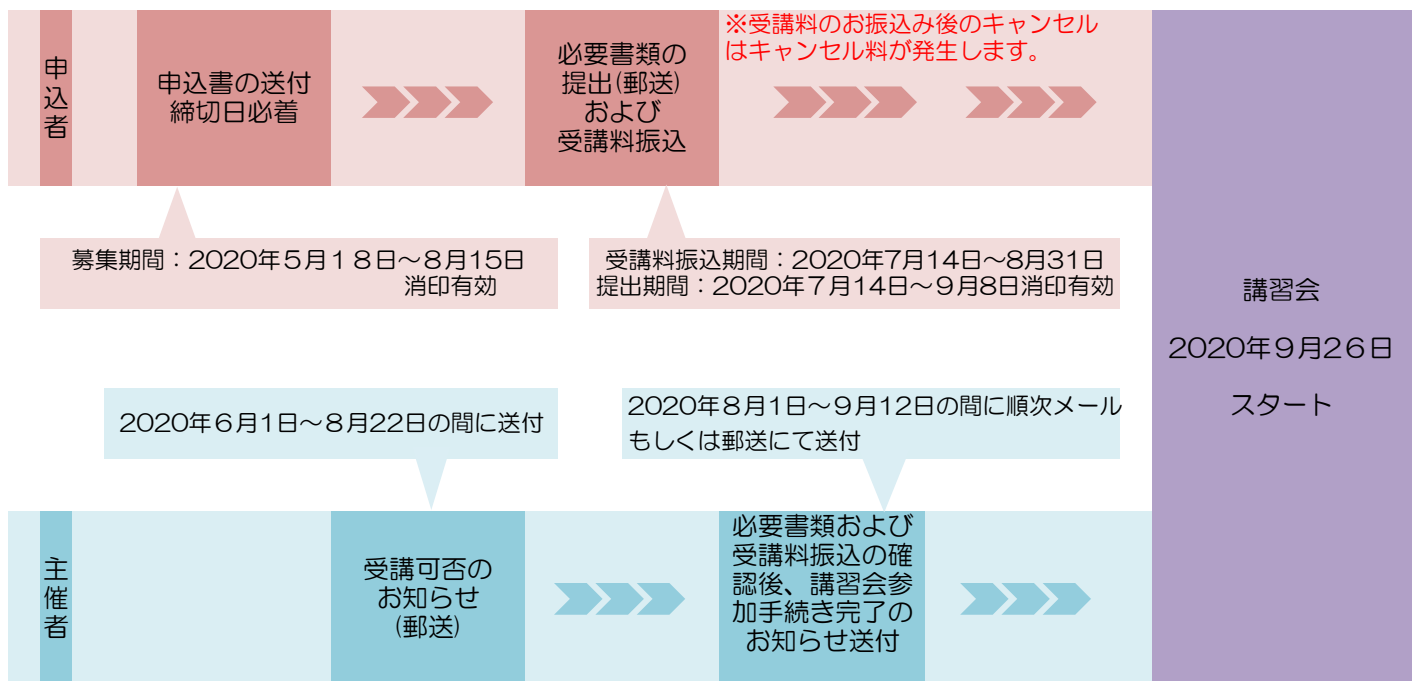 申込者
申込書の送付
締切日必着
必要書類の
提出(郵送)
および
受講料振込
※受講料のお振込み後のキャンセル
はキャンセル料が発生します。
募集期間：2020年５月１８日～８月15日
消印有効
受講料振込期間：2020年7月14日～8月31日
提出期間：2020年７月14日～９月８日消印有効
講習会
2020年９月２６日
スタート
2020年６月１日～８月22日の間に送付
2020年８月１日～９月12日の間に順次メール
もしくは郵送にて送付
主催者
受講可否の
お知らせ
(郵送)
必要書類および
受講料振込の確
認後、講習会参
加手続き完了の
お知らせ送付